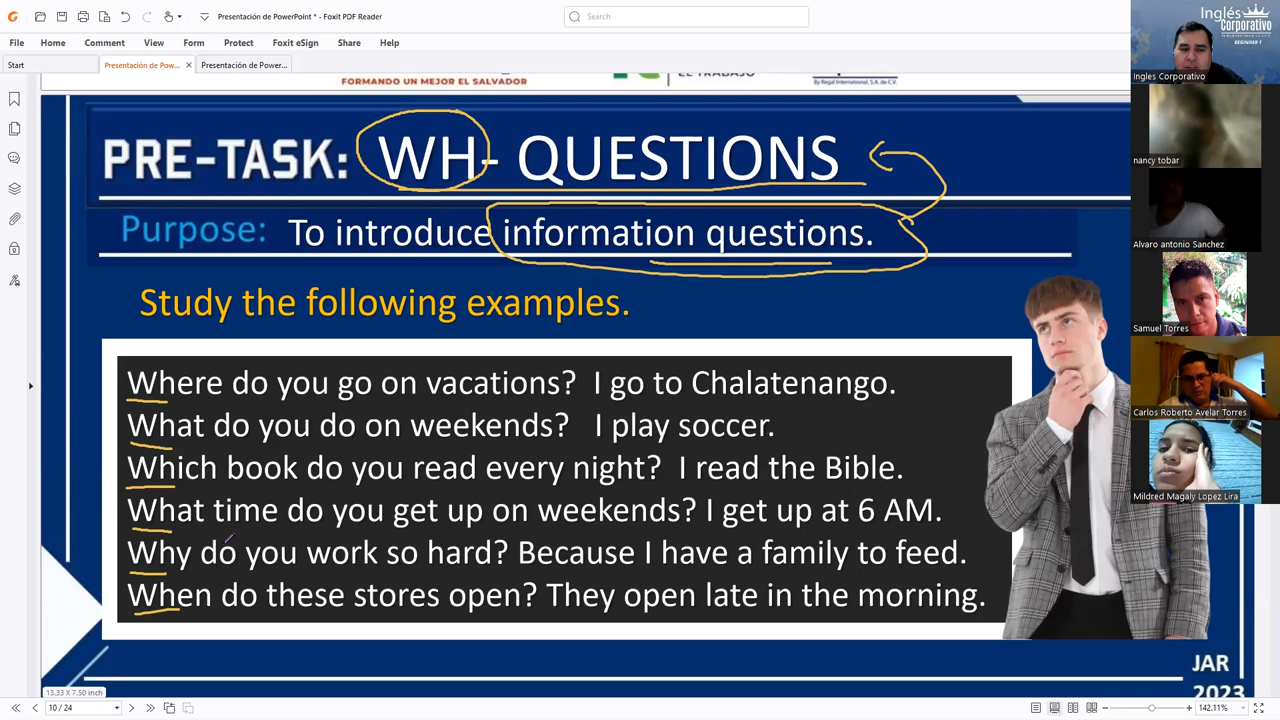 Presentación de PowerPoint * - Foxit PDF Reader
Search
File Home Comment View Form Protect Foxit eSign Share Help
Start
Presentación de Pow...
Presentación de Power...
FORMANDO UN MEJOR EL SALVADOR
EL TRABAJO
By Regal International, S.A. de C.V.
PRE-TASK: WH- QUESTIONS
Purpose: To introduce information questions.
Study the following examples.
Where do you go on vacations? I go to Chalatenango.
What do you do on weekends? I play soccer.
Which book do you read every night? I read the Bible.
What time do you get up on weekends? I get up at 6 AM.
Why do you work so hard? Because I have a family to feed.
When do these stores open? They open late in the morning.
JAR
2023
13.33 X 7.50 inch
10 / 24
142.11%
Inglés
Corporativo
BEGINNER 1
Ingles Corporativo
nancy tobar
Alvaro antonio Sanchez
Samuel Torres
Carlos Roberto Avelar Torres
Mildred Magaly Lopez Lira